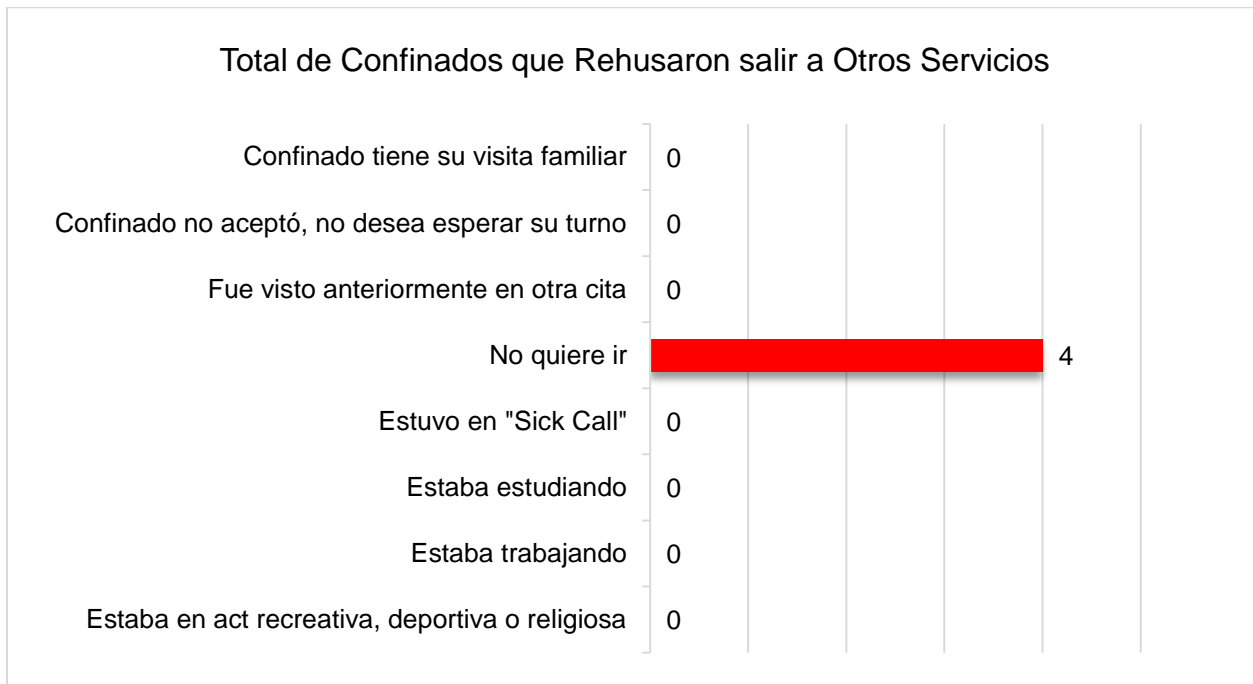 Total de Confinados que Rehusaron salir a Otros Servicios
Confinado tiene su visita familiar 0
Confinado no aceptó, no desea esperar su turno 0
Fue visto anteriormente en otra cita 0
No quiere ir 4
Estuvo en "Sick Call" 0
Estaba estudiando 0
Estaba trabajando 0
Estaba en act recreativa, deportiva o religiosa 0